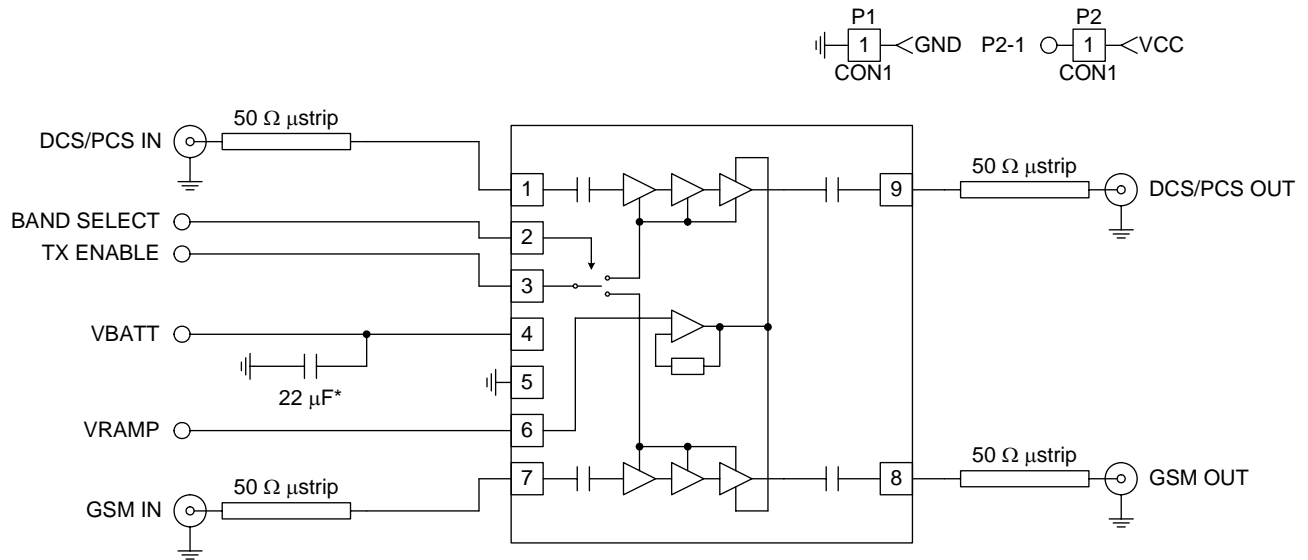 P1
1
GND
CON1
P2-1
P2
1
VCC
CON1
DCS/PCS IN
50 Ω μstrip
BAND SELECT
TX ENABLE
VBATT
22 μF*
VRAMP
GSM IN
50 Ω μstrip
1
2
3
4
5
6
7
9
8
50 Ω μstrip
DCS/PCS OUT
50 Ω μstrip
GSM OUT